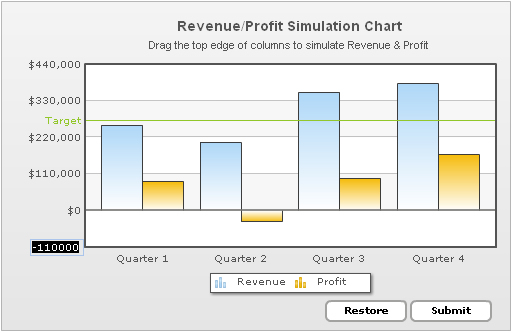 Revenue/Profit Simulation Chart
Drag the top edge of columns to simulate Revenue & Profit
$440,000
$330,000
Target
$220,000
$110,000
$0
-110000
Quarter 1 Quarter 2 Quarter 3 Quarter 4
Revenue Profit
Restore Submit